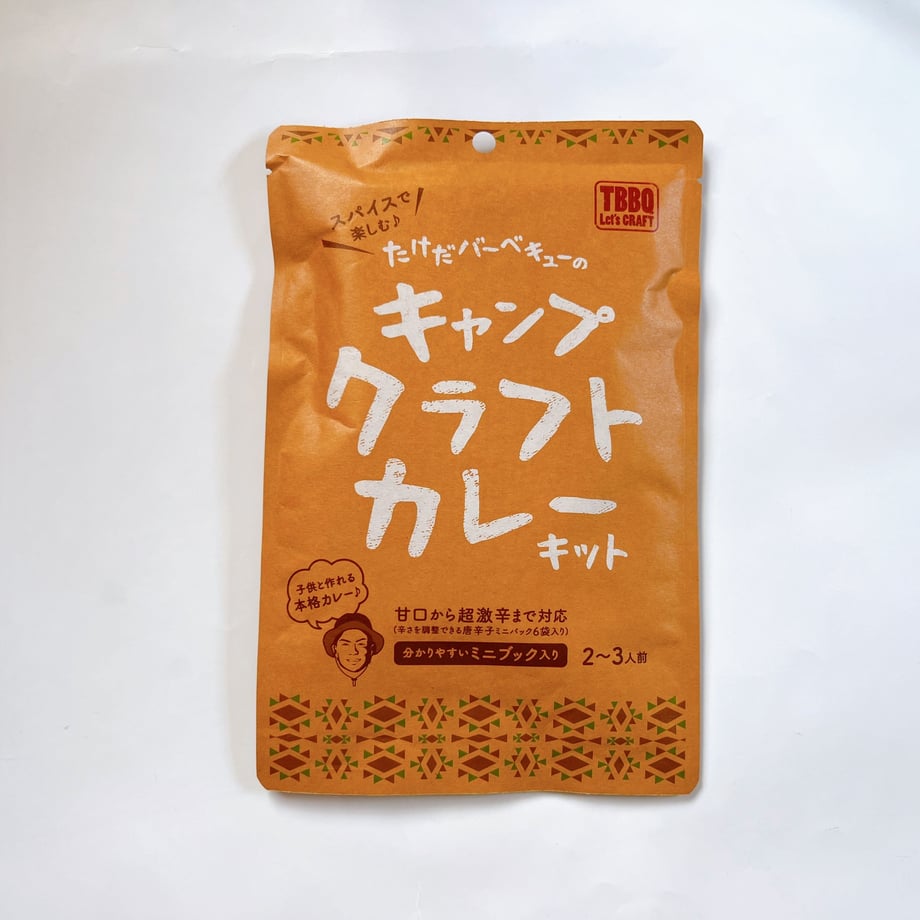 スパイスで
楽しむ♪
TBBQ
Let's CRAFT
たけだバーベキューの
キャンプ
クラフト
カレー
キット
子供と作れる
本格カレー♪
甘口から超激辛まで対応
(辛さを調整できる唐辛子ミニパック6袋入り)
分かりやすいミニブック入り
2〜3人前